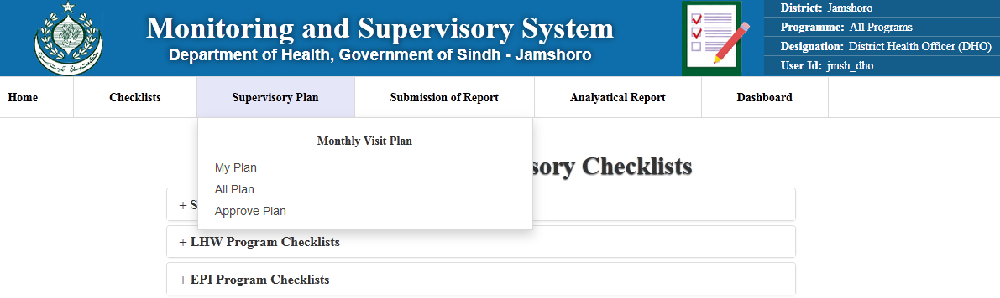 Monitoring and Supervisory System
Department of Health, Government of Sindh - Jamshoro
District: Jamshoro
Programme: All Programs
Designation: District Health Officer (DHO)
User Id: jmsh_dho
Home Checklists Supervisory Plan Submission of Report Analyatical Report Dashboard
Monthly Visit Plan
My Plan
All Plan
Approve Plan
sory Checklists
+ S
+ LHW Program Checklists
+ EPI Program Checklists